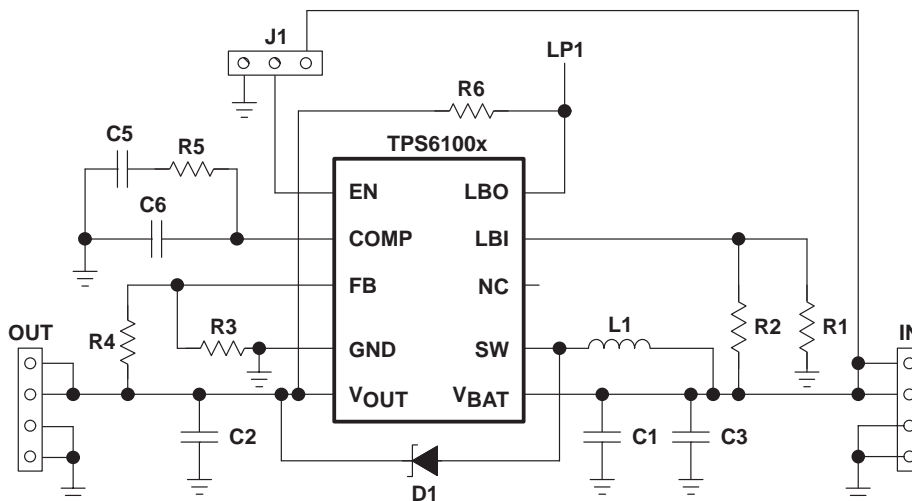 J1
LP1
R6
TPS6100x
C5
R5
EN
LBO
C6
COMP
LBI
FB
NC
OUT
R4
R3
L1
R2
R1
IN
GND
SW
VOUT
VBAT
C2
C1
C3
D1